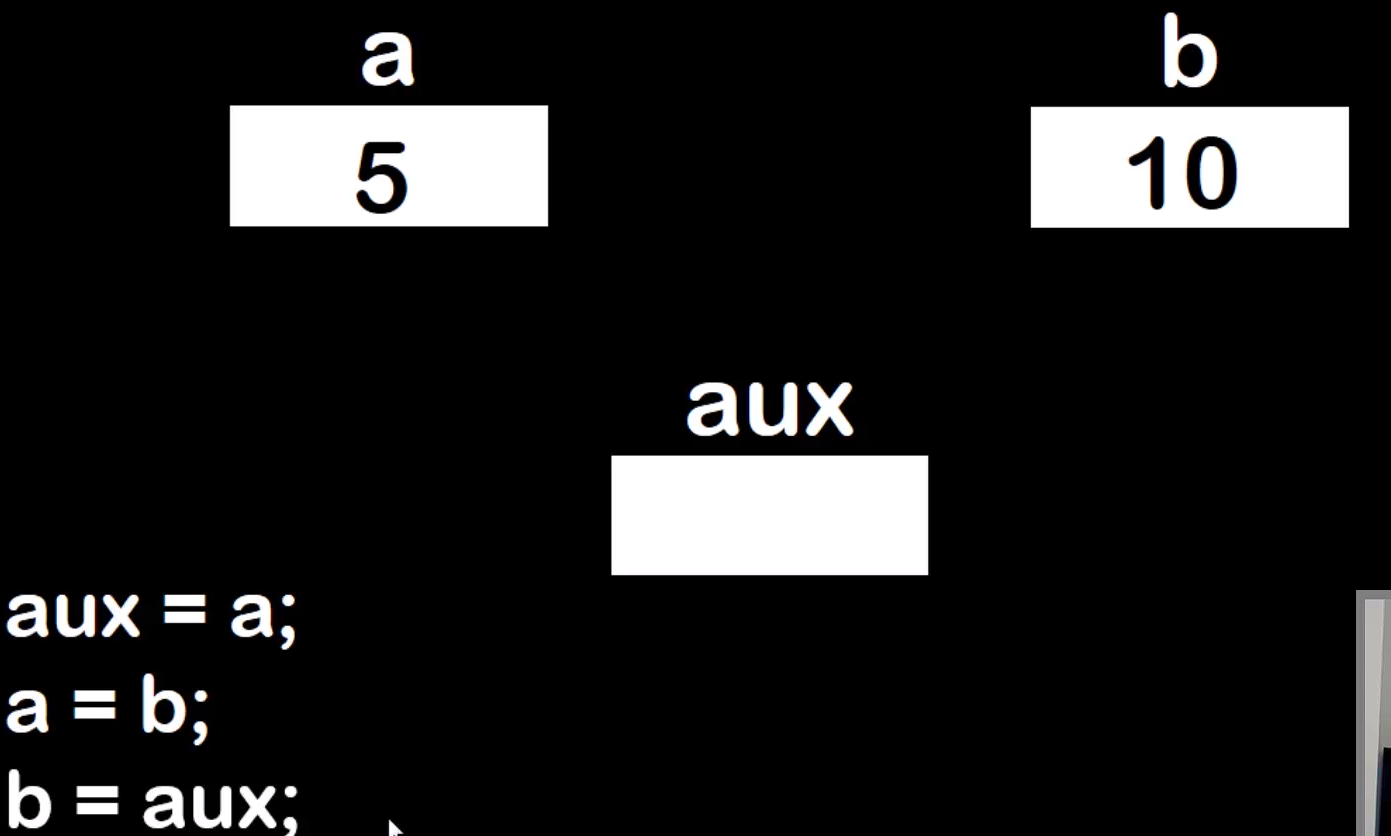 a b
5 10
aux
aux = a;
a = b;
b = aux;